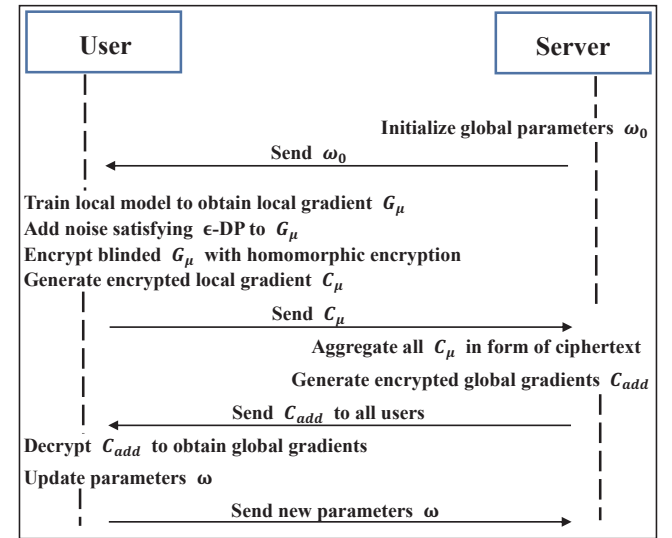 User
Server
Initialize global parameters ω₀
Send ω₀
Train local model to obtain local gradient G_μ
Add noise satisfying ϵ-DP to G_μ
Encrypt blinded G_μ with homomorphic encryption
Generate encrypted local gradient C_μ
Send C_μ
Aggregate all C_μ in form of ciphertext
Generate encrypted global gradients C_add
Send C_add to all users
Decrypt C_add to obtain global gradients
Update parameters ω
Send new parameters ω